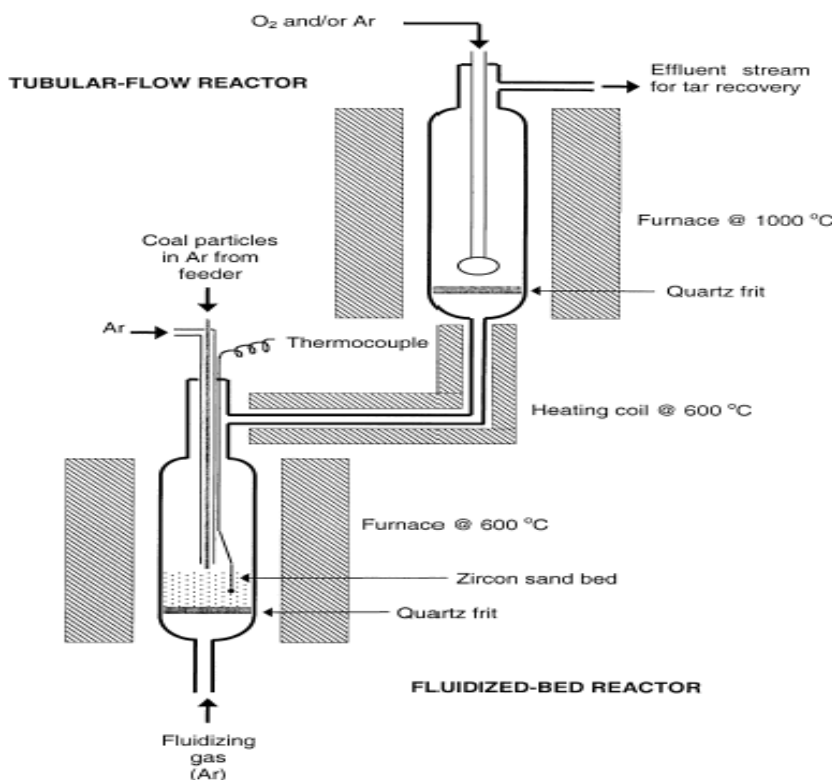 O₂ and/or Ar
TUBULAR-FLOW REACTOR
Effluent stream
for tar recovery
Furnace @ 1000 °C
Coal particles
in Ar from
feeder
Quartz frit
Ar
Thermocouple
Heating coil @ 600 °C
Furnace @ 600 °C
Zircon sand bed
Quartz frit
FLUIDIZED-BED REACTOR
Fluidizing
gas
(Ar)